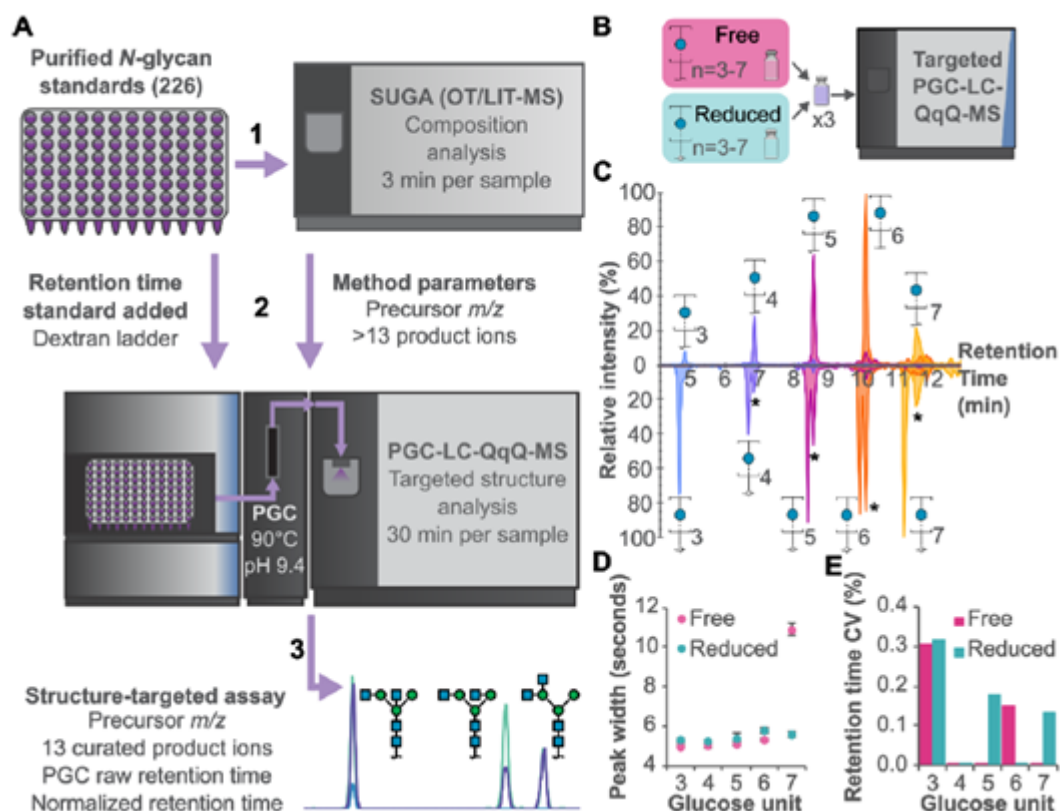 A
Purified N-glycan
standards (226)
1
SUGA (OT/LIT-MS)
Composition
analysis
3 min per sample
Retention time
standard added
Dextran ladder
2
Method parameters
Precursor m/z
>13 product ions
PGC
90°C
pH 9.4
PGC-LC-QqQ-MS
Targeted structure
analysis
30 min per sample
3
Structure-targeted assay
Precursor m/z
13 curated product ions
PGC raw retention time
Normalized retention time
B
Free
n=3-7
Reduced
n=3-7
x3
Targeted
PGC-LC-
QqQ-MS
C
Relative intensity (%)
100
80
60
40
20
0
20
40
60
80
100
3
4
5
6
7
5 6 7 8 9 10 11 12
Retention
Time
(min)
*
*
*
*
3
4
5
6
7
D
Peak width (seconds)
12
10
8
6
4
Free
Reduced
3 4 5 6 7
Glucose unit
E
Retention time CV (%)
0.4
0.3
0.2
0.1
0.0
Free
Reduced
3 4 5 6 7
Glucose unit